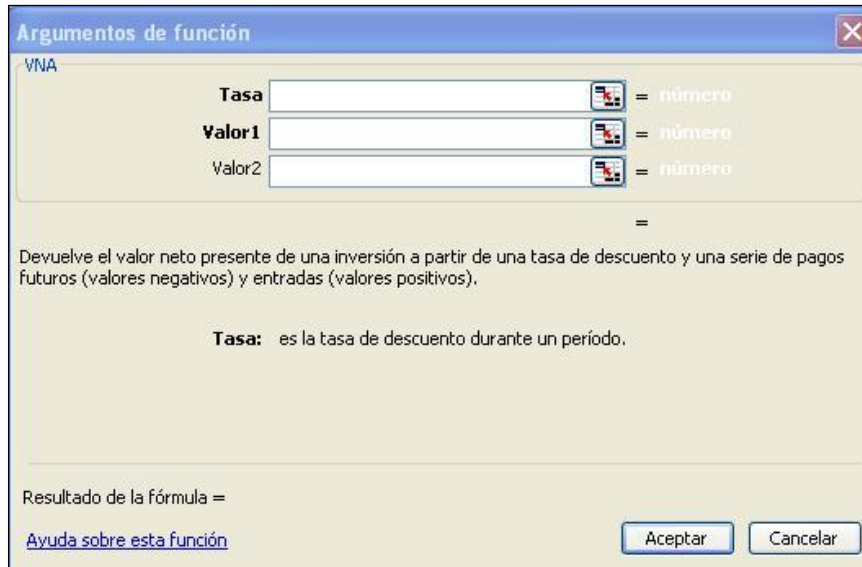 Argumentos de función
VNA
Tasa = número
Valor1 = número
Valor2 = número
=
Devuelve el valor neto presente de una inversión a partir de una tasa de descuento y una serie de pagos
futuros (valores negativos) y entradas (valores positivos).
Tasa: es la tasa de descuento durante un período.
Resultado de la fórmula =
Ayuda sobre esta función Aceptar Cancelar